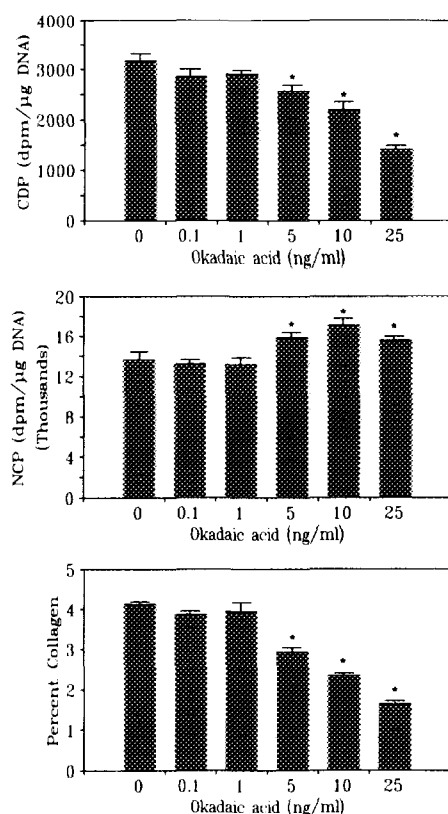 4000
3000
2000
1000
0
CDP (dpm/µg DNA)
*
*
*
0 0.1 1 5 10 25
Okadaic acid (ng/ml)
20
16
12
8
4
0
NCP (dpm/µg DNA)
(Thousands)
*
*
*
0 0.1 1 5 10 25
Okadaic acid (ng/ml)
5
4
3
2
1
0
Percent Collagen
*
*
*
0 0.1 1 5 10 25
Okadaic acid (ng/ml)